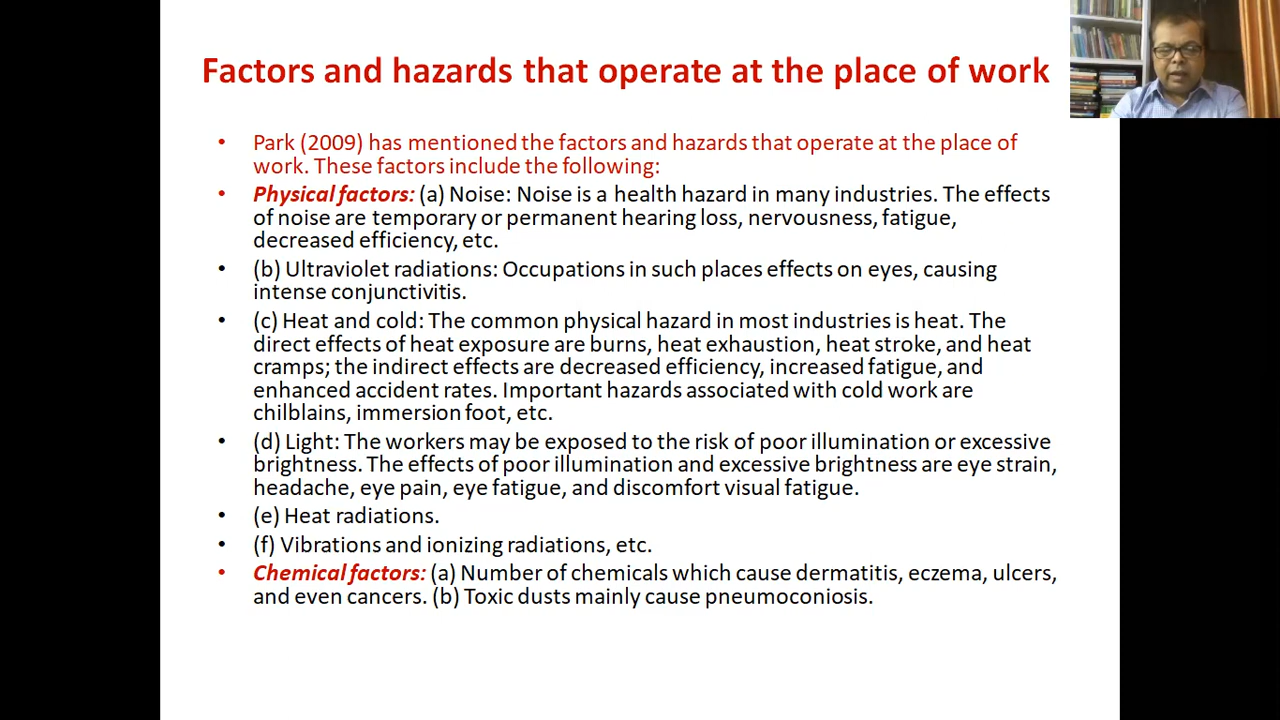 Factors and hazards that operate at the place of work
• Park (2009) has mentioned the factors and hazards that operate at the place of
work. These factors include the following:
• Physical factors: (a) Noise: Noise is a health hazard in many industries. The effects
of noise are temporary or permanent hearing loss, nervousness, fatigue,
decreased efficiency, etc.
• (b) Ultraviolet radiations: Occupations in such places effects on eyes, causing
intense conjunctivitis.
• (c) Heat and cold: The common physical hazard in most industries is heat. The
direct effects of heat exposure are burns, heat exhaustion, heat stroke, and heat
cramps; the indirect effects are decreased efficiency, increased fatigue, and
enhanced accident rates. Important hazards associated with cold work are
chilblains, immersion foot, etc.
• (d) Light: The workers may be exposed to the risk of poor illumination or excessive
brightness. The effects of poor illumination and excessive brightness are eye strain,
headache, eye pain, eye fatigue, and discomfort visual fatigue.
• (e) Heat radiations.
• (f) Vibrations and ionizing radiations, etc.
• Chemical factors: (a) Number of chemicals which cause dermatitis, eczema, ulcers,
and even cancers. (b) Toxic dusts mainly cause pneumoconiosis.